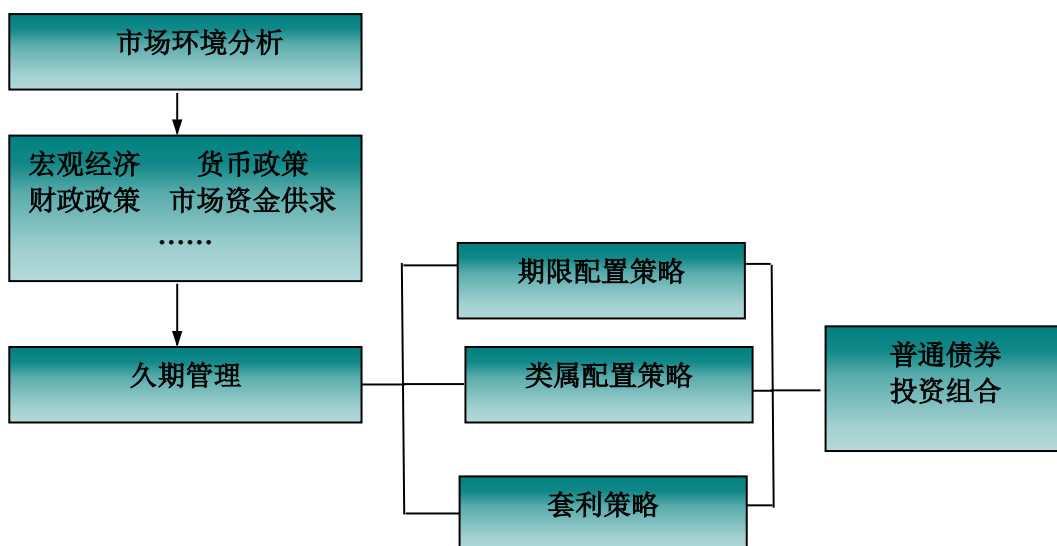 市场环境分析
宏观经济 货币政策
财政政策 市场资金供求
……
久期管理
期限配置策略
类属配置策略
套利策略
普通债券
投资组合